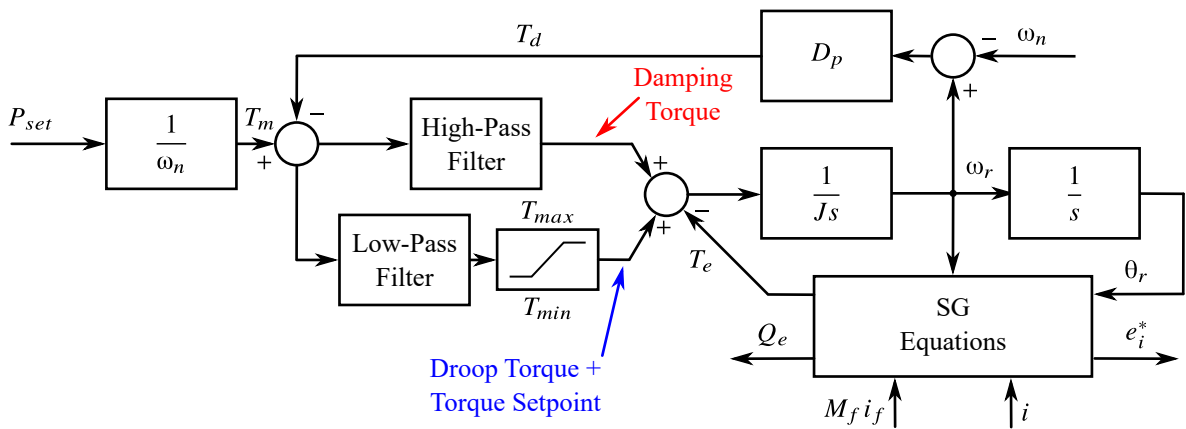 T_d
D_p
−
ω_n
+
Damping
Torque
P_set
1
ω_n
T_m
−
+
High-Pass
Filter
+
−
+
1
Js
ω_r
1
s
T_max
Low-Pass
Filter
T_min
T_e
θ_r
SG
Equations
Q_e
e_i^*
Droop Torque +
Torque Setpoint
M_f i_f
i